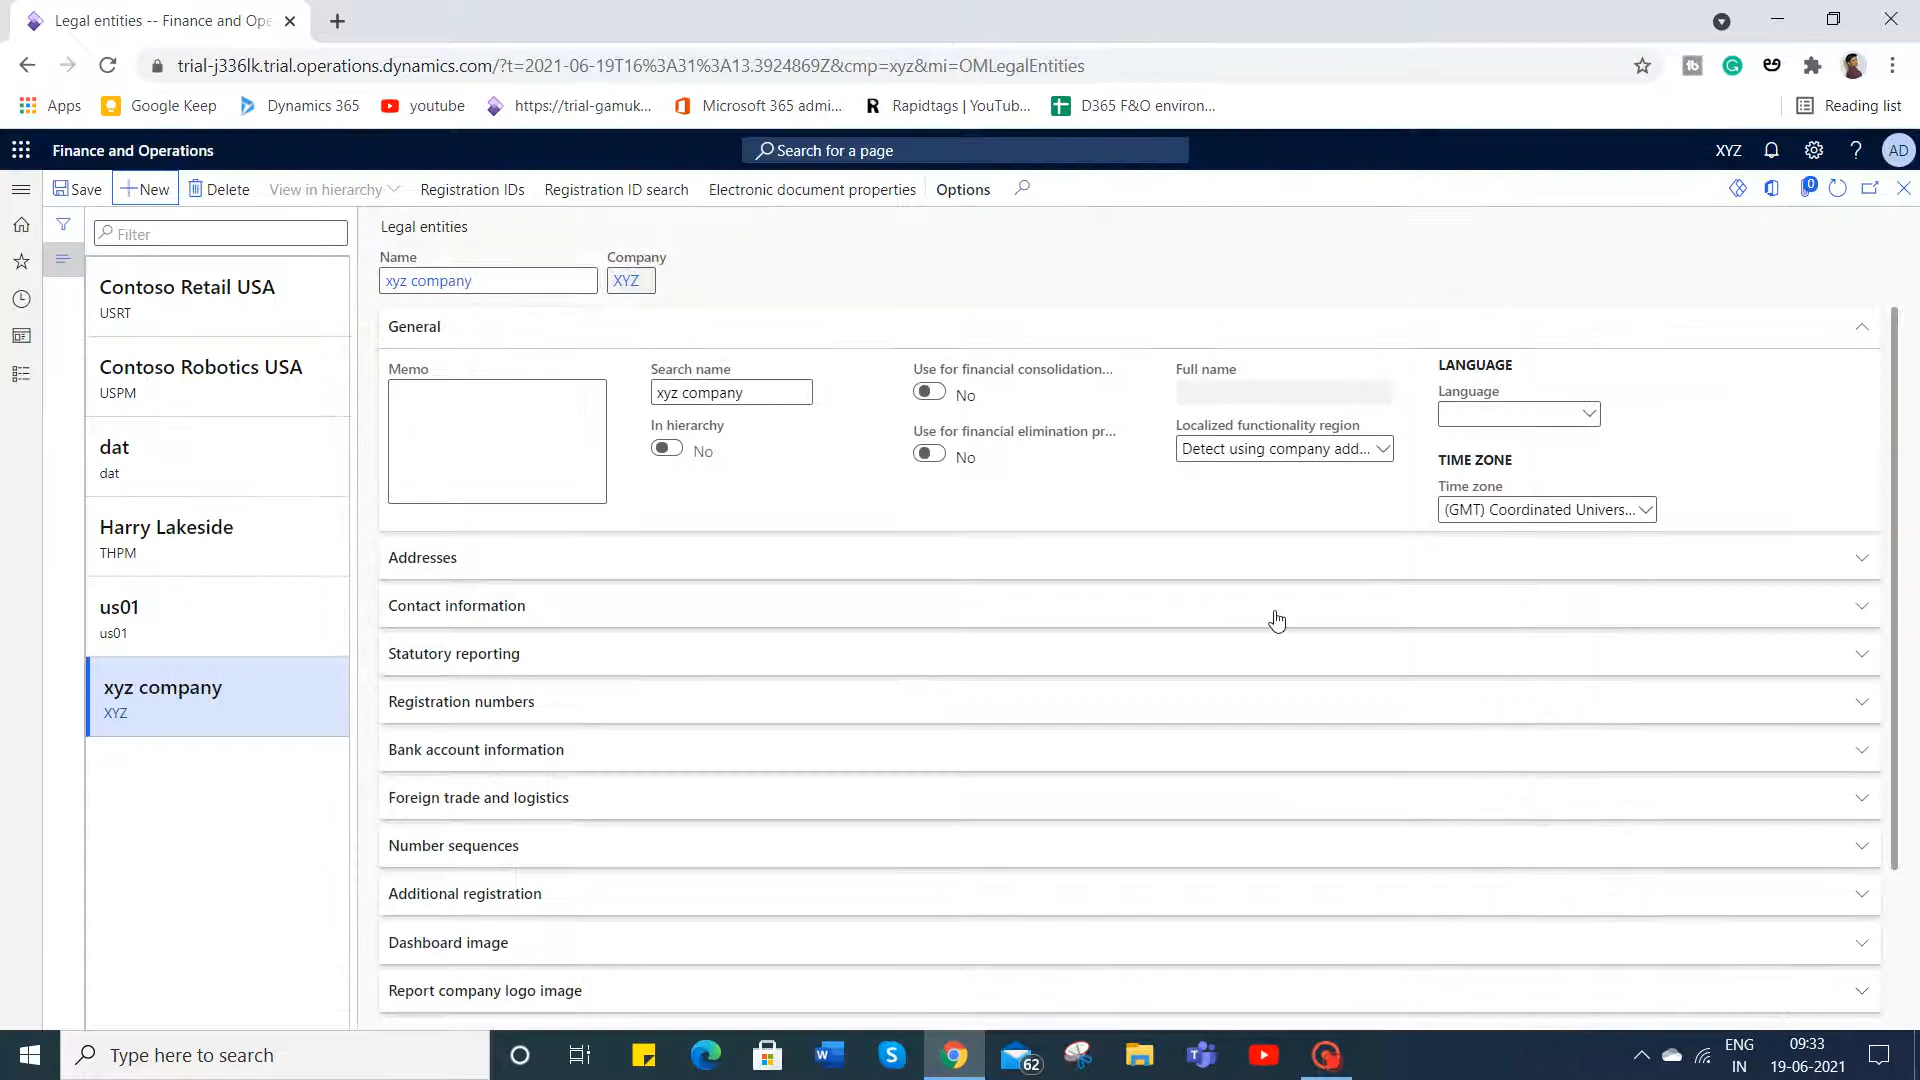 Legal entities -- Finance and Ope
trial-j336lk.trial.operations.dynamics.com/?t=2021-06-19T16%3A31%3A13.3924869Z&cmp=xyz&mi=OMLegalEntities
Apps Google Keep Dynamics 365 youtube https://trial-gamuk... Microsoft 365 admi... Rapidtags | YouTub... D365 F&O environ... Reading list
Finance and Operations Search for a page XYZ ? AD
Save New Delete View in hierarchy Registration IDs Registration ID search Electronic document properties Options 0
Filter
Contoso Retail USA
USRT
Contoso Robotics USA
USPM
dat
dat
Harry Lakeside
THPM
us01
us01
xyz company
XYZ
Legal entities
Name Company
xyz company XYZ
General
Memo
Search name
xyz company
In hierarchy
No
Use for financial consolidation...
No
Use for financial elimination pr...
No
Full name
Localized functionality region
Detect using company add...
LANGUAGE
Language
TIME ZONE
Time zone
(GMT) Coordinated Univers...
Addresses
Contact information
Statutory reporting
Registration numbers
Bank account information
Foreign trade and logistics
Number sequences
Additional registration
Dashboard image
Report company logo image
Type here to search
62
ENG
IN
09:33
19-06-2021